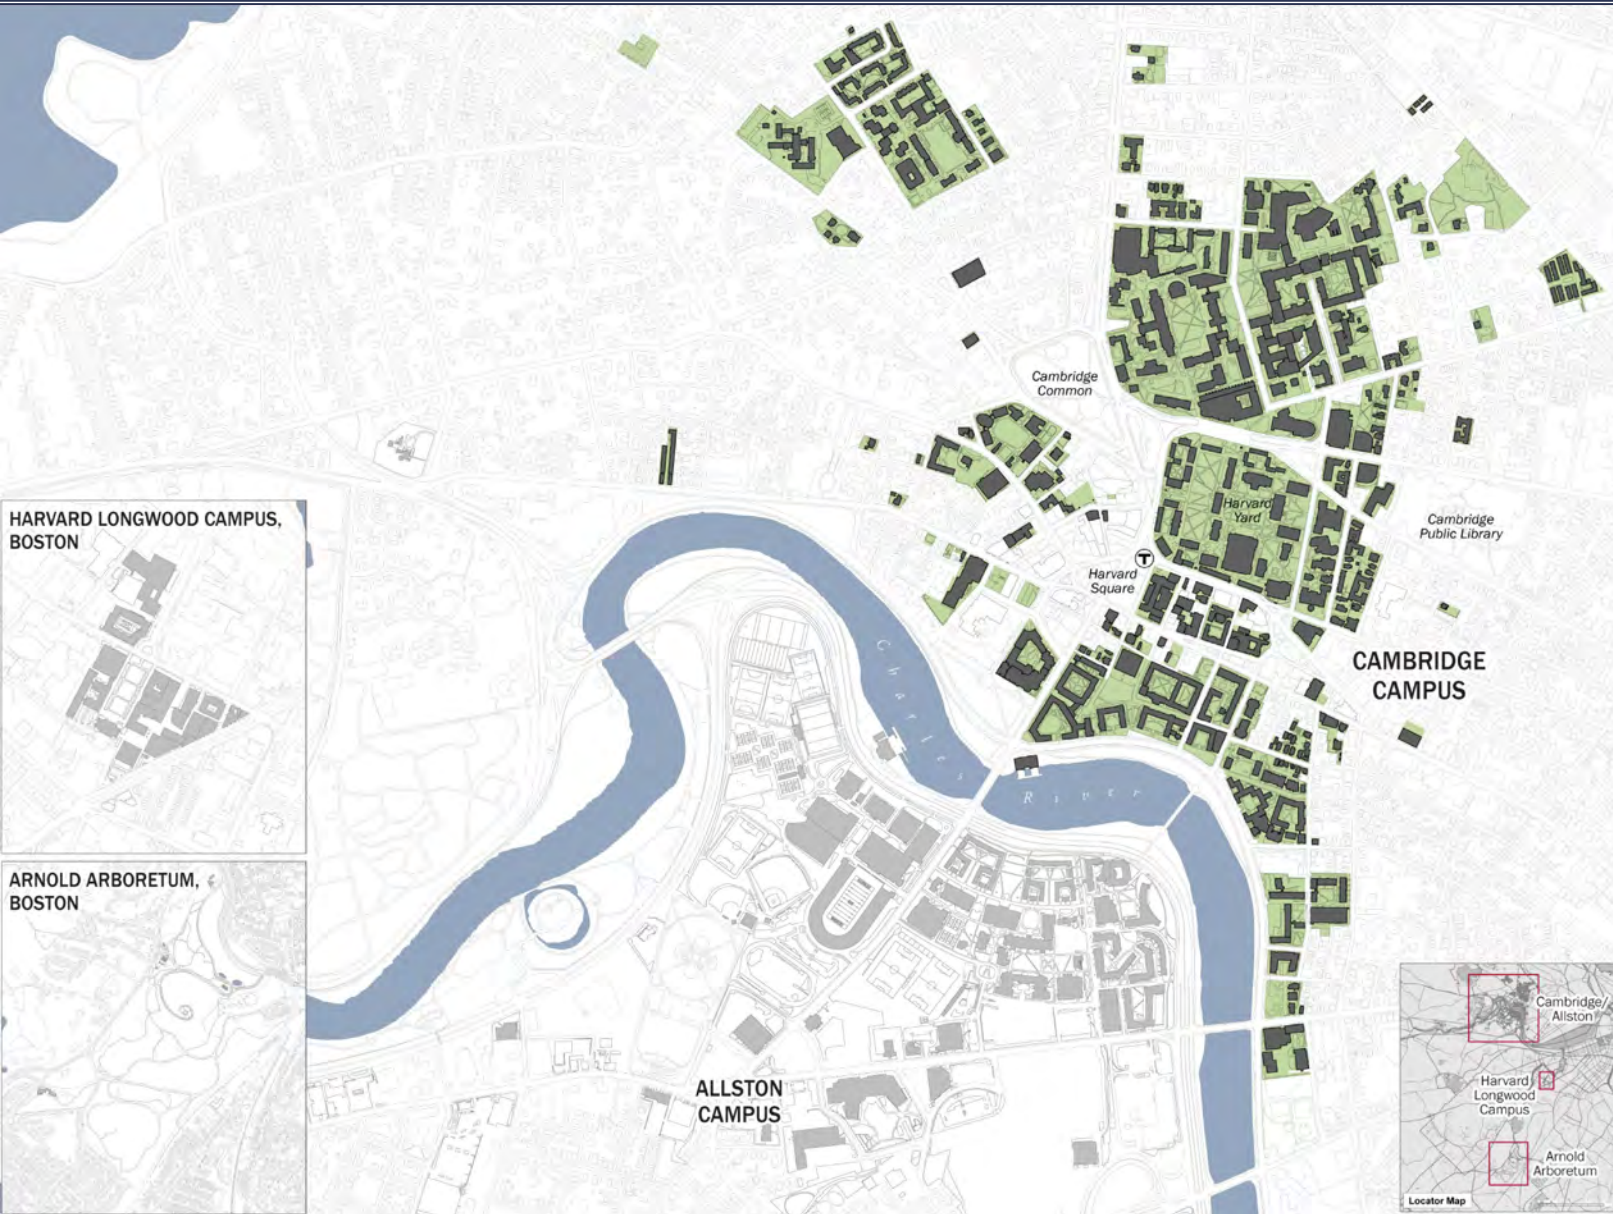 Cambridge
Common
HARVARD LONGWOOD CAMPUS,
BOSTON
Harvard
Yard
Cambridge
Public Library
T
Harvard
Square
Charles
River
CAMBRIDGE
CAMPUS
ARNOLD ARBORETUM,
BOSTON
ALLSTON
CAMPUS
Cambridge/
Allston
Harvard
Longwood
Campus
Arnold
Arboretum
Locator Map